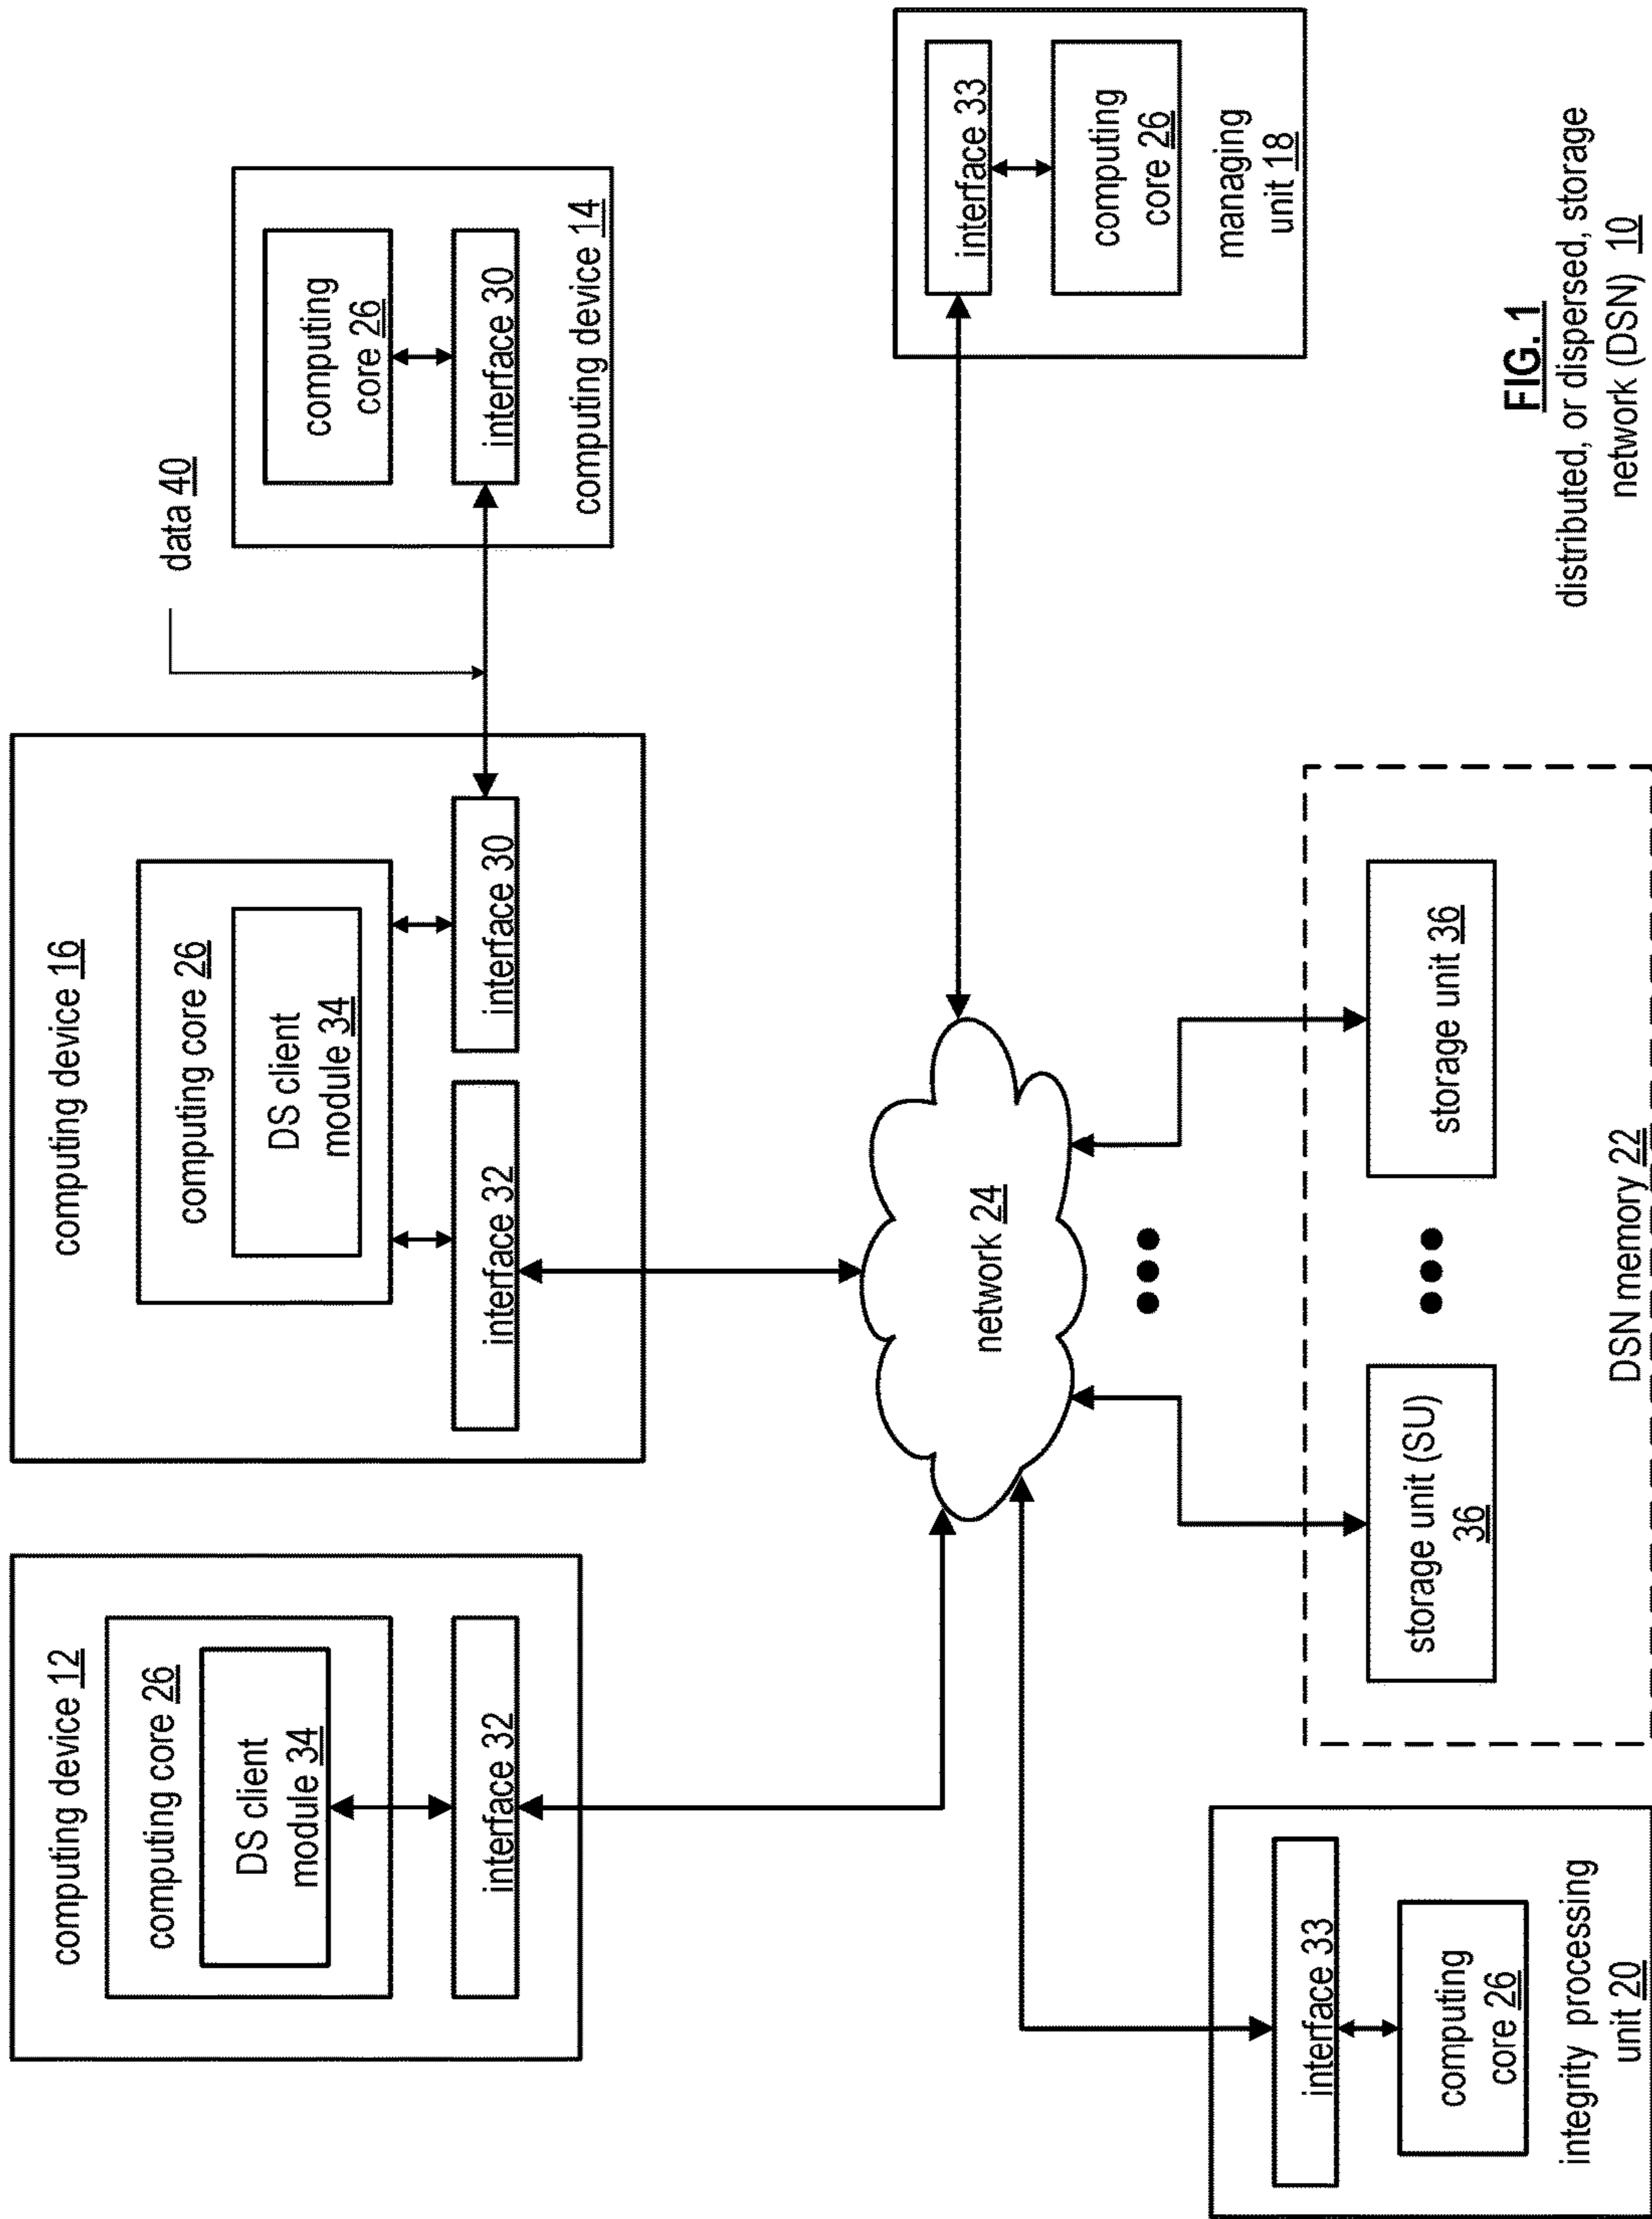 computing device 12
computing core 26
DS client
module 34
interface 32
computing device 16
computing core 26
DS client
module 34
interface 32
interface 30
data 40
computing
core 26
interface 30
computing device 14
network 24
interface 33
computing
core 26
managing
unit 18
interface 33
computing
core 26
integrity processing
unit 20
storage unit (SU)
36
storage unit 36
DSN memory 22
FIG. 1
distributed, or dispersed, storage
network (DSN) 10